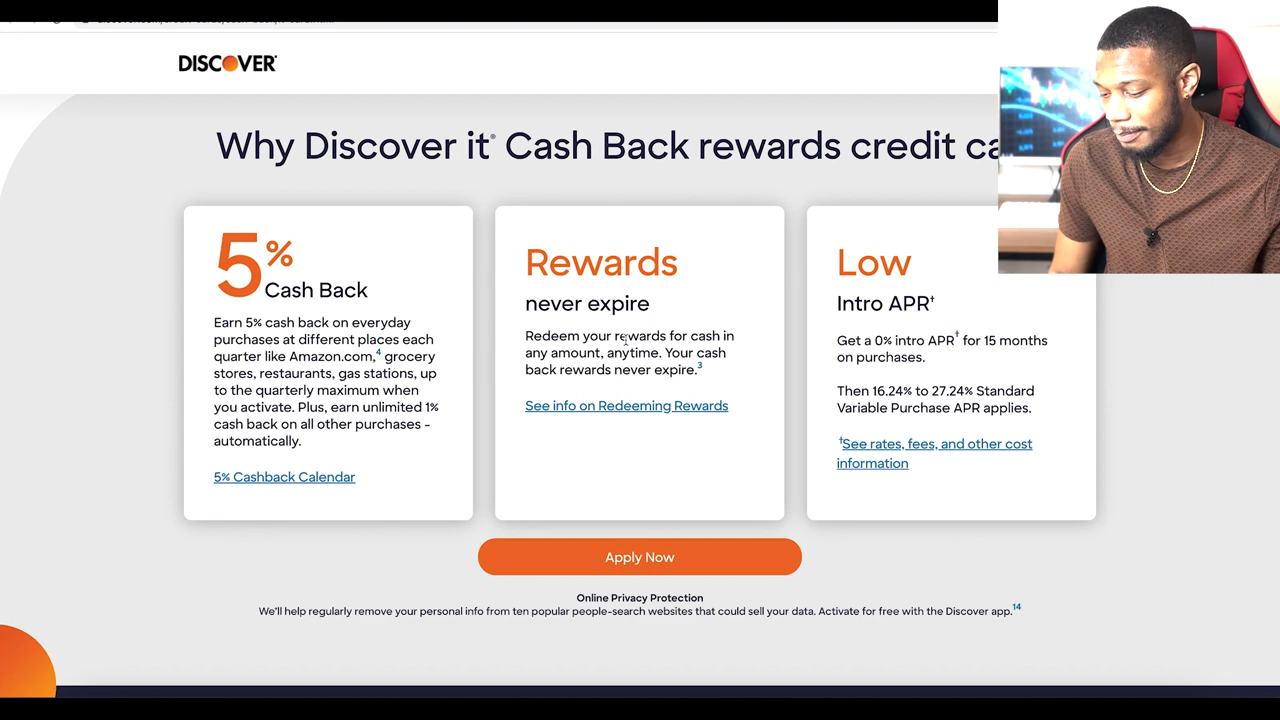 DISCOVER
Why Discover it® Cash Back rewards credit
5%
Cash Back
Earn 5% cash back on everyday
purchases at different places each
quarter like Amazon.com,⁴ grocery
stores, restaurants, gas stations, up
to the quarterly maximum when
you activate. Plus, earn unlimited 1%
cash back on all other purchases –
automatically.
5% Cashback Calendar
Rewards
never expire
Redeem your rewards for cash in
any amount, anytime. Your cash
back rewards never expire.³
See info on Redeeming Rewards
Low
Intro APR†
Get a 0% intro APR† for 15 months
on purchases.
Then 16.24% to 27.24% Standard
Variable Purchase APR applies.
†See rates, fees, and other cost
information
Apply Now
Online Privacy Protection
We'll help regularly remove your personal info from ten popular people-search websites that could sell your data. Activate for free with the Discover app.¹⁴